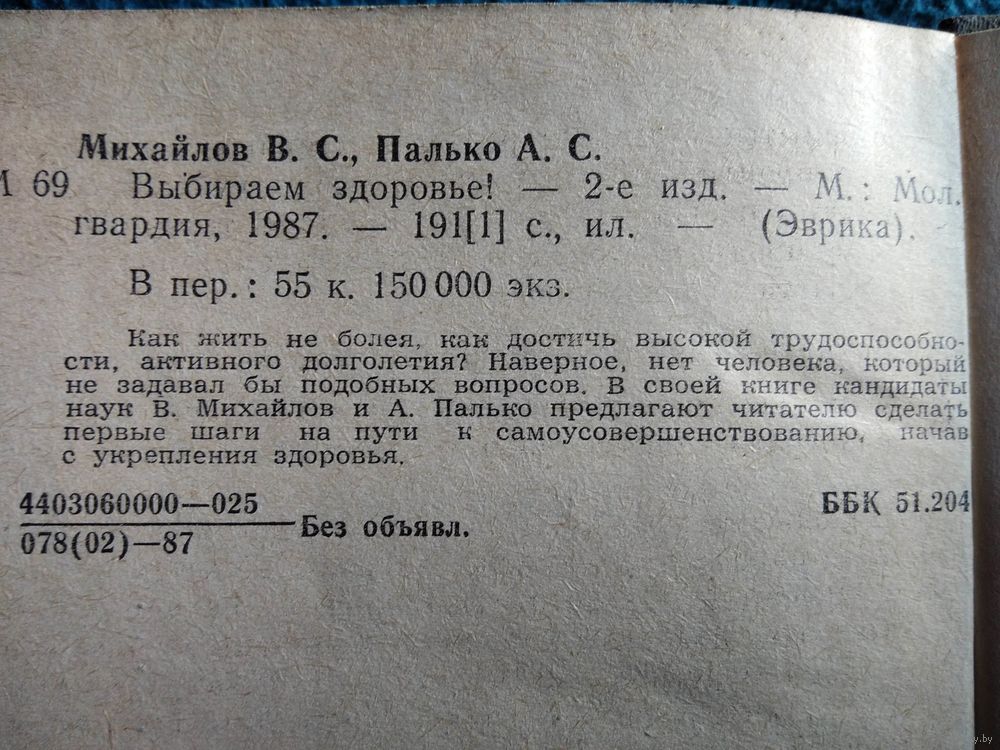 Михайлов В. С., Палько А. С.
М 69 Выбираем здоровье! — 2-е изд. — М.: Мол.
гвардия, 1987. — 191[1] с., ил. — (Эврика).
В пер.: 55 к. 150 000 экз.
Как жить не болея, как достичь высокой трудоспособно-
сти, активного долголетия? Наверное, нет человека, который
не задавал бы подобных вопросов. В своей книге кандидаты
наук В. Михайлов и А. Палько предлагают читателю сделать
первые шаги на пути к самоусовершенствованию, начав
с укрепления здоровья.
4403060000—025
078(02)—87
Без объявл.
ББК 51.204